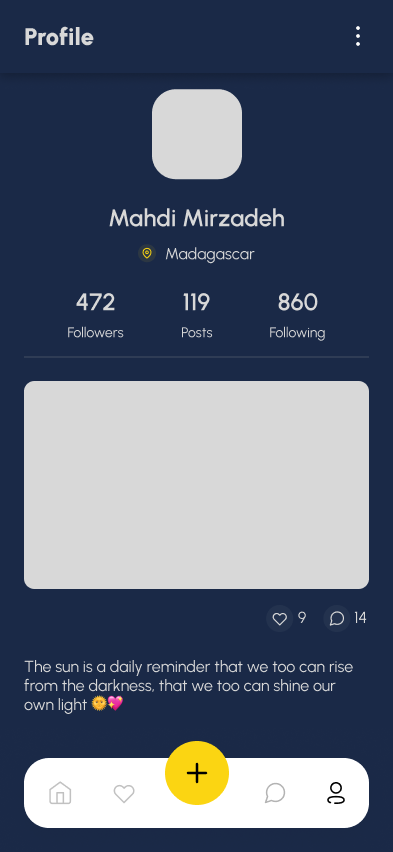 Profile
Mahdi Mirzadeh
Madagascar
472 119 860
Followers Posts Following
9 14
The sun is a daily reminder that we too can rise
from the darkness, that we too can shine our
own light 🌞💖